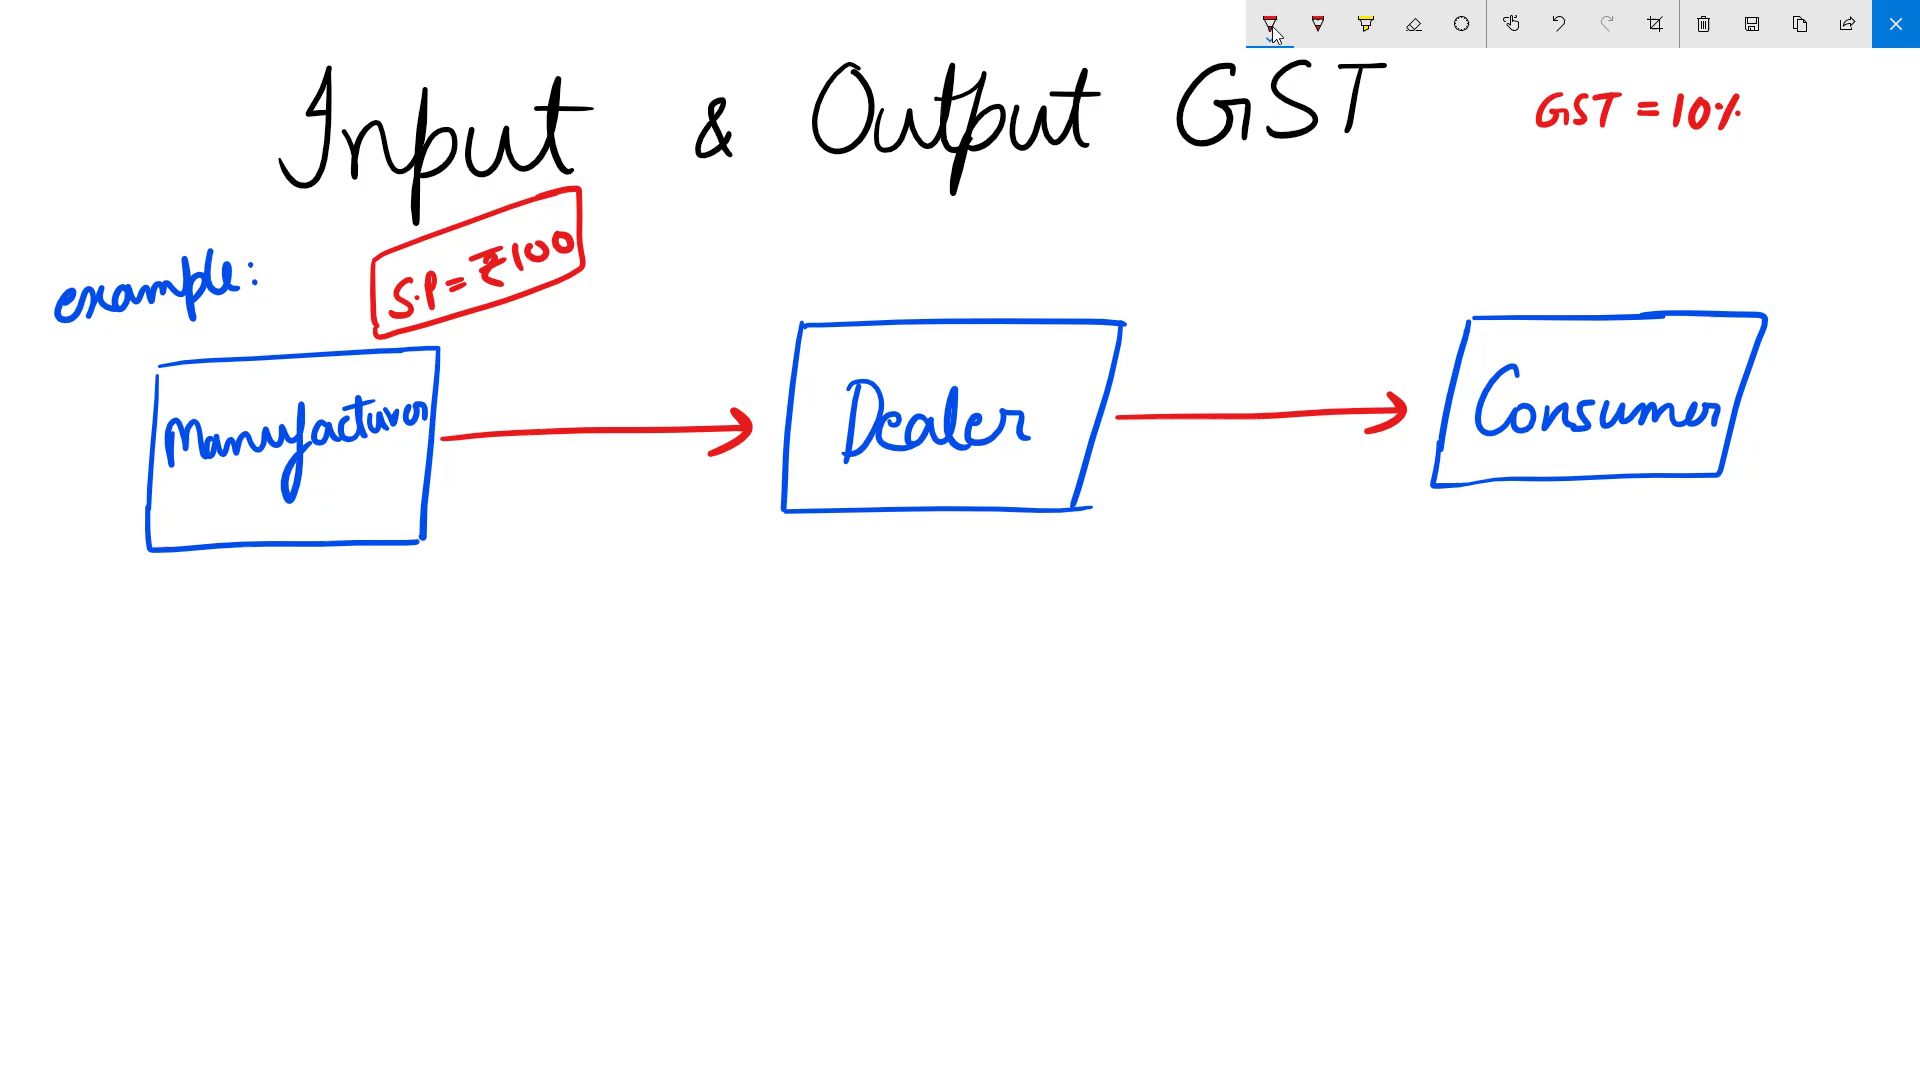 Input & Output GST
GST = 10%
example:
S.P = ₹100
Manufacturer
Dealer
Consumer